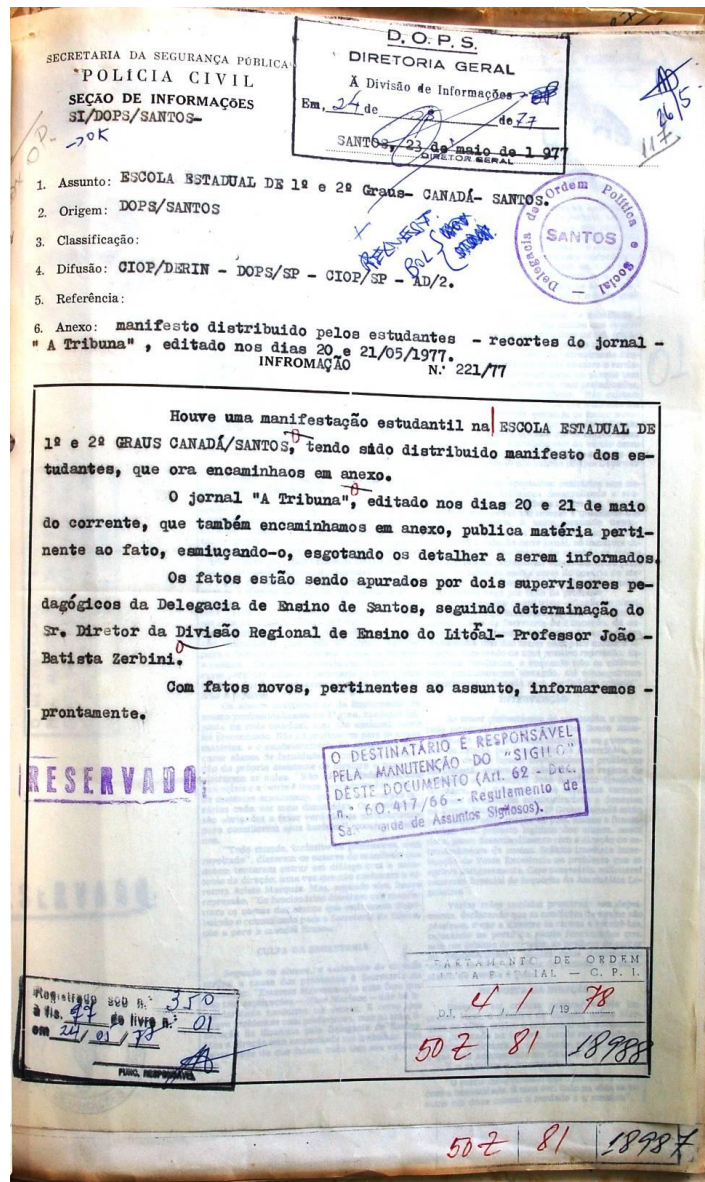 D. O. P. S.
DIRETORIA GERAL
À Divisão de Informações
Em, 24 de 5 de 77
DIRETOR GERAL
SECRETARIA DA SEGURANÇA PÚBLICA
POLÍCIA CIVIL
SEÇÃO DE INFORMAÇÕES
SI/DOPS/SANTOS-
→OK
26/5
117
SANTOS, 23 de maio de 1 977
1. Assunto: ESCOLA ESTADUAL DE 1º e 2º Graus- CANADÁ- SANTOS.
2. Origem: DOPS/SANTOS
3. Classificação:
4. Difusão: CIOP/DERIN - DOPS/SP - CIOP/SP - AD/2.
5. Referência:
6. Anexo: manifesto distribuido pelos estudantes - recortes do jornal -
" A Tribuna" , editado nos dias 20 e 21/05/1977.
INFROMAÇÃO N.º 221/77
Delegacia de Ordem Política e Social
SANTOS
Houve uma manifestação estudantil na ESCOLA ESTADUAL DE
1º e 2º GRAUS CANADÁ/SANTOS, tendo sido distribuido manifesto dos es-
tudantes, que ora encaminhaos em anexo.
O jornal "A Tribuna", editado nos dias 20 e 21 de maio
do corrente, que também encaminhamos em anexo, publica matéria perti-
nente ao fato, esmiuçando-o, esgotando os detalher a serem informados.
Os fatos estão sendo apurados por dois supervisores pe-
dagógicos da Delegacia de Ensino de Santos, seguindo determinação do
Sr. Diretor da Divisão Regional de Ensino do Litoral- Professor João -
Batista Zerbini.
Com fatos novos, pertinentes ao assunto, informaremos -
prontamente.
RESERVADO
O DESTINATÁRIO É RESPONSÁVEL
PELA MANUTENÇÃO DO "SIGILO"
DÊSTE DOCUMENTO (Art. 62 - Dec.
n.º 60.417/66 - Regulamento de
Salvaguarda de Assuntos Sigilosos).
Registrado sob n.º 350
à fls. 97 do livro n.º 01
em 24/01/78
FUNC. RESPONSÁVEL
DEPARTAMENTO DE ORDEM
SOCIAL — C. P. I.
4 / 1 / 19 78
50 Z 81 18988
50 Z 81 18987